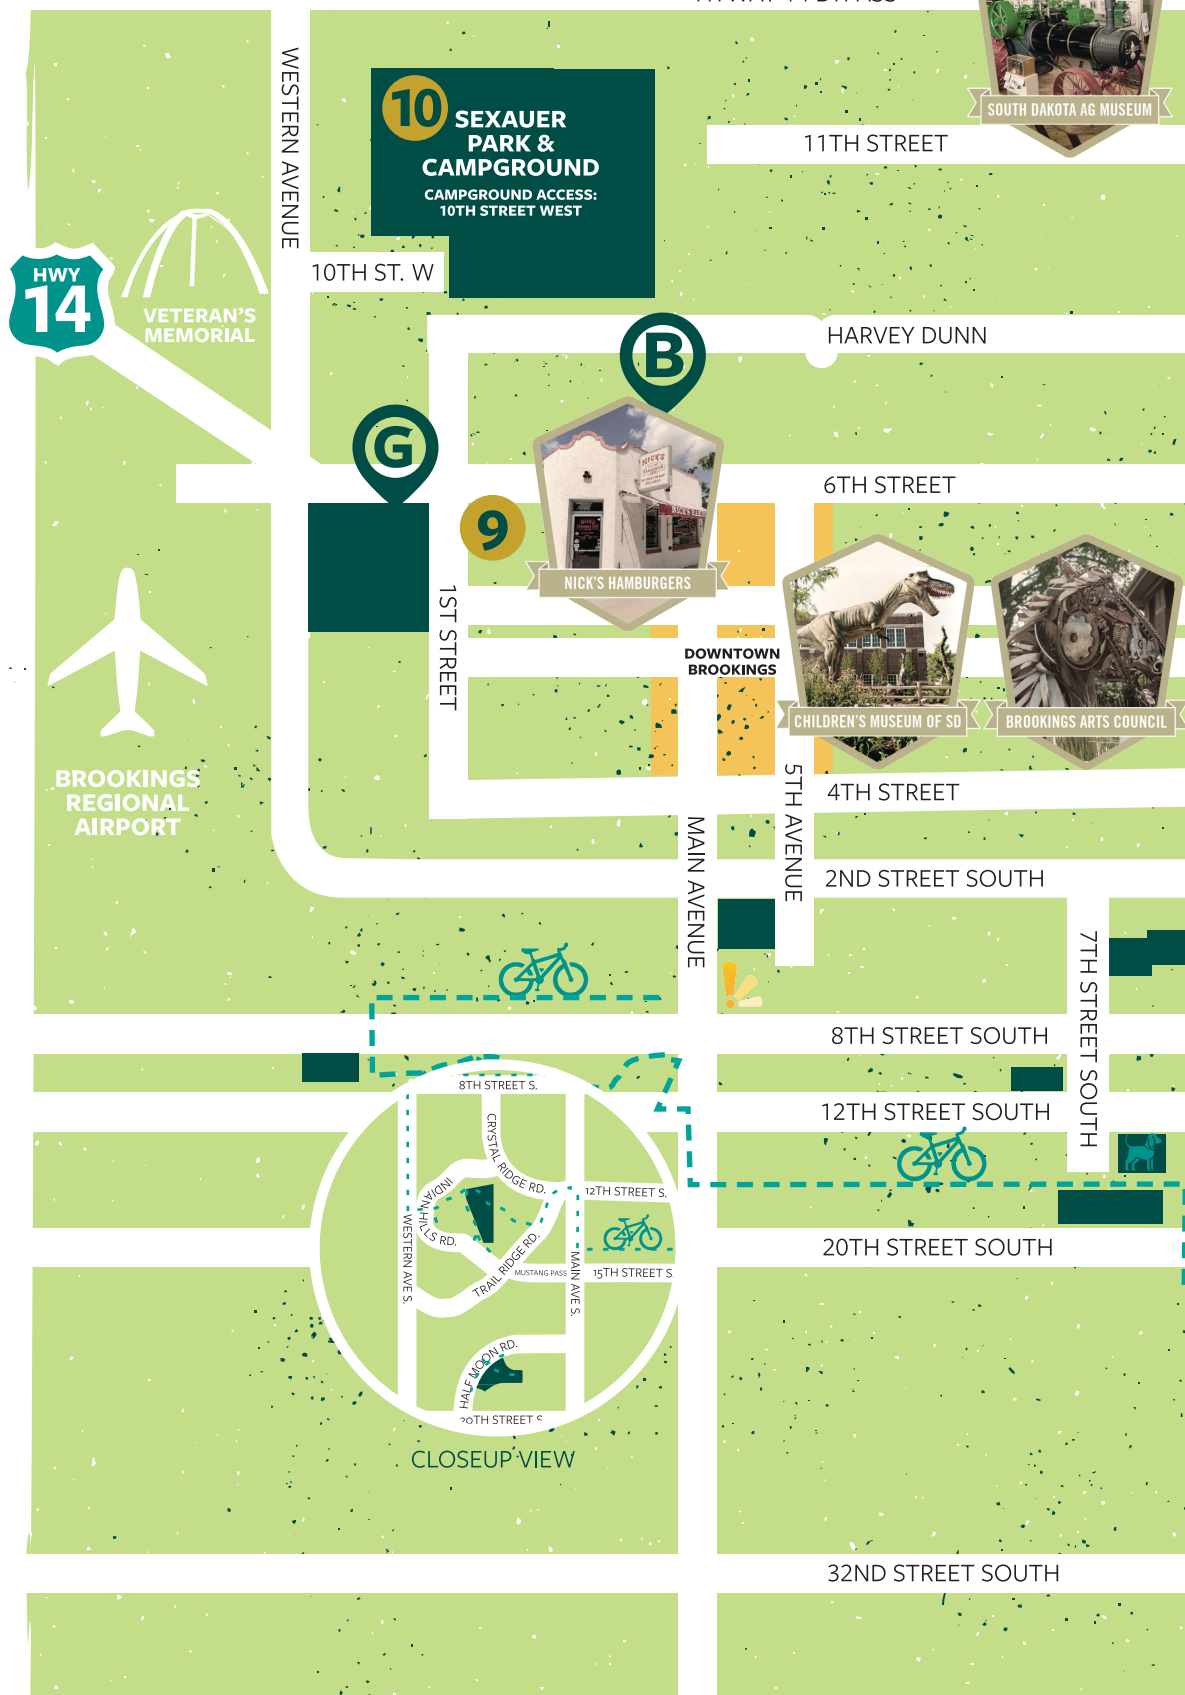 SOUTH DAKOTA AG MUSEUM
11TH STREET
WESTERN AVENUE
10
SEXAUER
PARK &
CAMPGROUND
CAMPGROUND ACCESS:
10TH STREET WEST
10TH ST. W
HWY
14
VETERAN'S
MEMORIAL
HARVEY DUNN
B
G
6TH STREET
9
NICK'S
NICK'S HAMBURGERS
1ST STREET
DOWNTOWN
BROOKINGS
CHILDREN'S MUSEUM OF SD
BROOKINGS ARTS COUNCIL
BROOKINGS
REGIONAL
AIRPORT
5TH AVENUE
4TH STREET
MAIN AVENUE
2ND STREET SOUTH
7TH STREET SOUTH
8TH STREET SOUTH
12TH STREET SOUTH
20TH STREET SOUTH
8TH STREET S.
CRYSTAL RIDGE RD.
INDIAN HILLS RD.
12TH STREET S.
WESTERN AVE S.
TRAIL RIDGE RD.
MUSTANG PASS
MAIN AVE S.
15TH STREET S
HALF MOON RD.
20TH STREET S
CLOSEUP VIEW
32ND STREET SOUTH